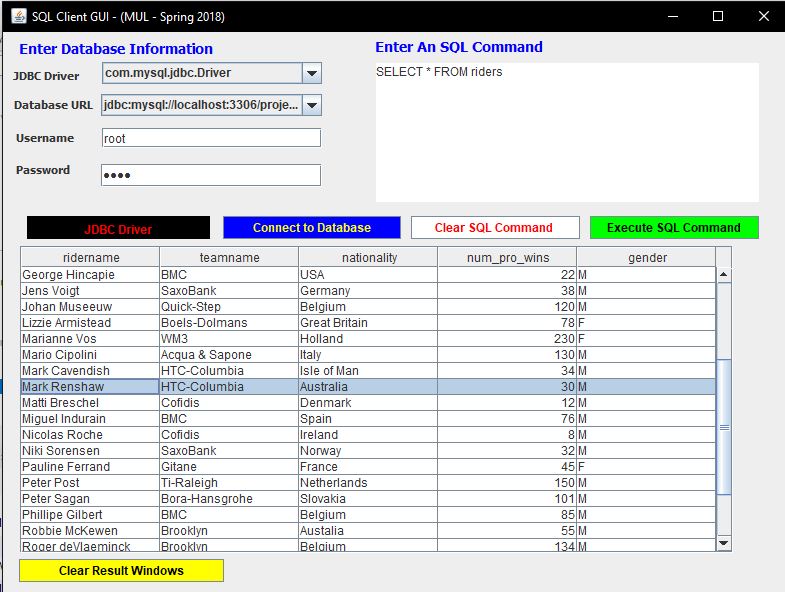 SQL Client GUI - (MUL - Spring 2018)
Enter Database Information
Enter An SQL Command
JDBC Driver com.mysql.jdbc.Driver
SELECT * FROM riders
Database URL jdbc:mysql://localhost:3306/proje...
Username root
Password ●●●●
JDBC Driver Connect to Database Clear SQL Command Execute SQL Command
ridername teamname nationality num_pro_wins gender
George Hincapie BMC USA 22 M
Jens Voigt SaxoBank Germany 38 M
Johan Museeuw Quick-Step Belgium 120 M
Lizzie Armistead Boels-Dolmans Great Britain 78 F
Marianne Vos WM3 Holland 230 F
Mario Cipolini Acqua & Sapone Italy 130 M
Mark Cavendish HTC-Columbia Isle of Man 34 M
Mark Renshaw HTC-Columbia Australia 30 M
Matti Breschel Cofidis Denmark 12 M
Miguel Indurain BMC Spain 76 M
Nicolas Roche Cofidis Ireland 8 M
Niki Sorensen SaxoBank Norway 32 M
Pauline Ferrand Gitane France 45 F
Peter Post Ti-Raleigh Netherlands 150 M
Peter Sagan Bora-Hansgrohe Slovakia 101 M
Phillipe Gilbert BMC Belgium 85 M
Robbie McKewen Brooklyn Austalia 55 M
Roger deVlaeminck Brooklyn Belgium 134 M
Clear Result Windows